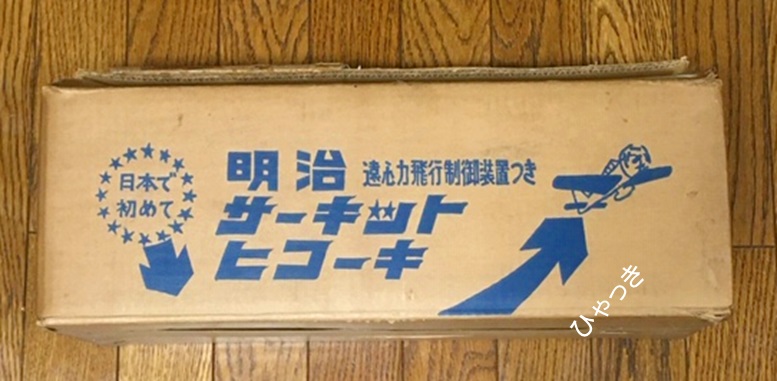 日本で
初めて
明治 遠心力飛行制御装置つき
サーキット
ヒコーキ
ひゃっき